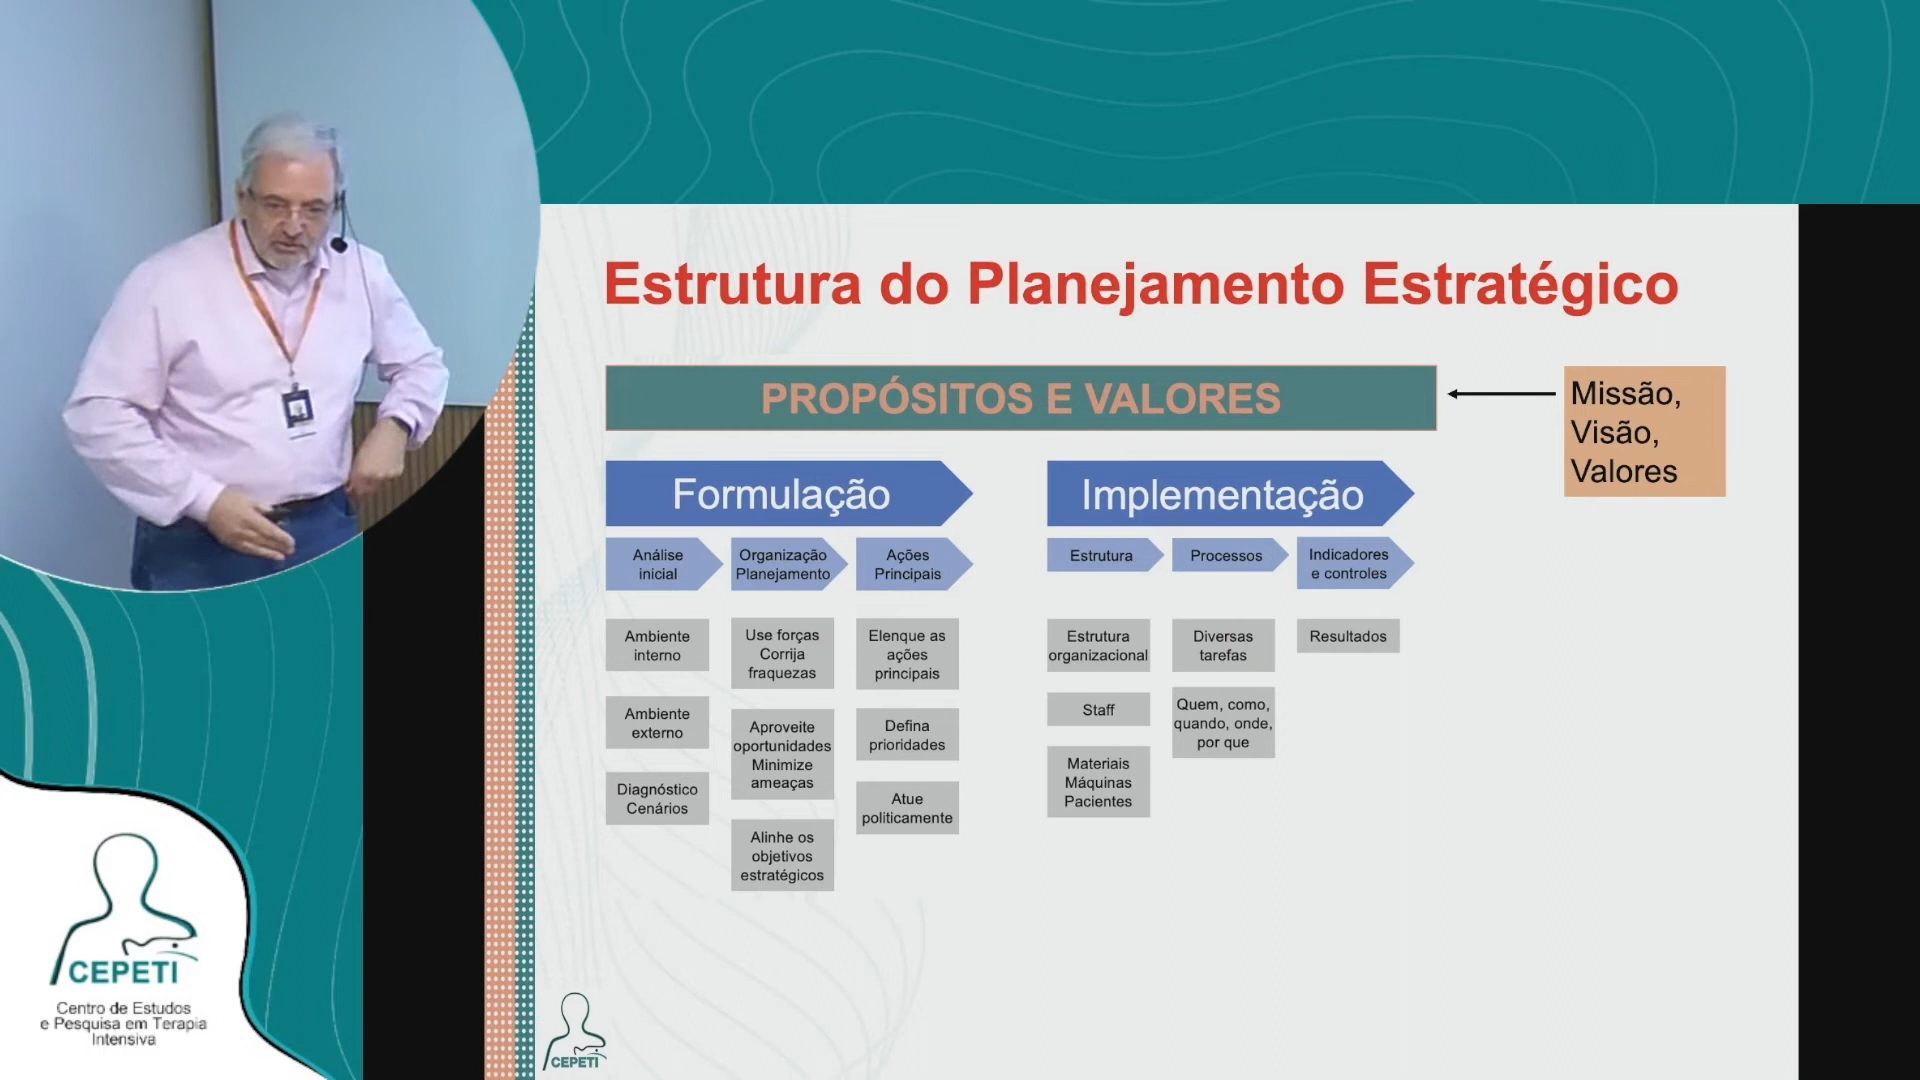 Estrutura do Planejamento Estratégico
PROPÓSITOS E VALORES
Missão,
Visão,
Valores
Formulação
Implementação
Análise
inicial
Organização
Planejamento
Ações
Principais
Estrutura
Processos
Indicadores
e controles
Ambiente
interno
Ambiente
externo
Diagnóstico
Cenários
Use forças
Corrija
fraquezas
Aproveite
oportunidades
Minimize
ameaças
Alinhe os
objetivos
estratégicos
Elenque as
ações
principais
Defina
prioridades
Atue
politicamente
Estrutura
organizacional
Staff
Materiais
Máquinas
Pacientes
Diversas
tarefas
Quem, como,
quando, onde,
por que
Resultados
CEPETI
Centro de Estudos
e Pesquisa em Terapia
Intensiva
CEPETI